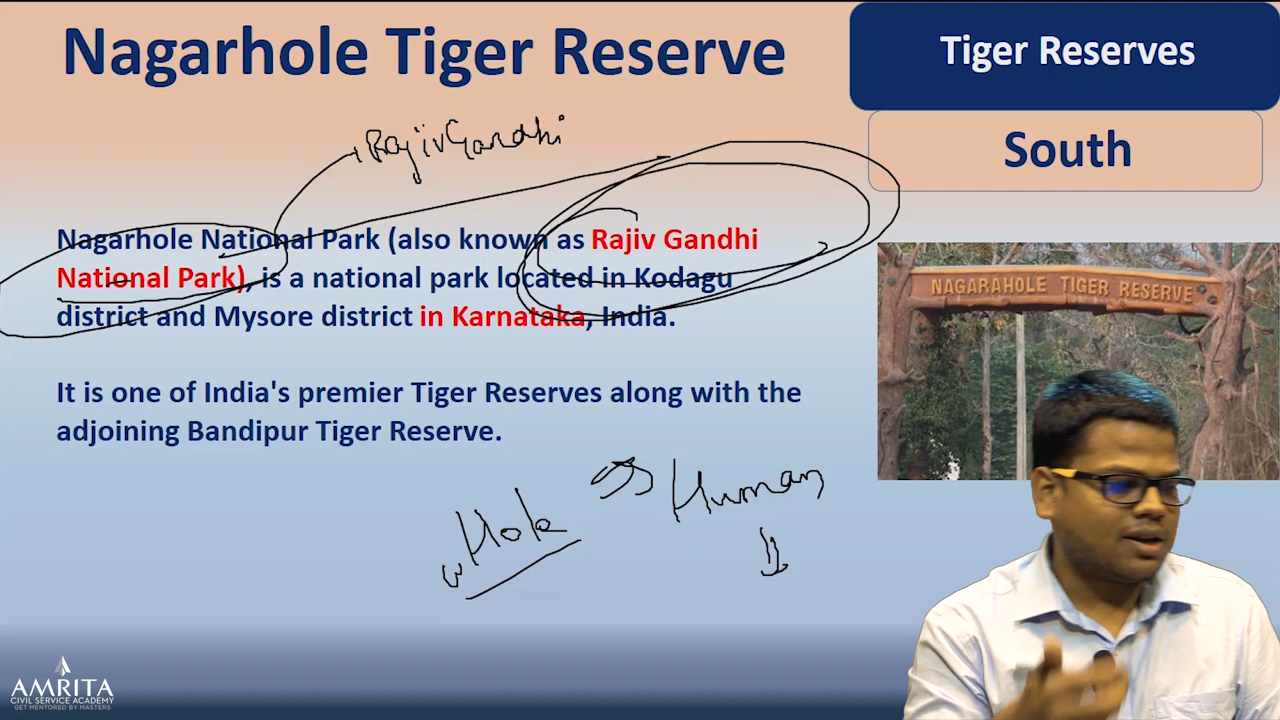 Nagarhole Tiger Reserve
Tiger Reserves
South
Rajiv Gandhi
Nagarhole National Park (also known as Rajiv Gandhi
National Park), is a national park located in Kodagu
district and Mysore district in Karnataka, India.
NAGARAHOLE TIGER RESERVE
It is one of India's premier Tiger Reserves along with the
adjoining Bandipur Tiger Reserve.
Human
Hole
AMRITA
CIVIL SERVICE ACADEMY
GET MENTORED BY MASTERS